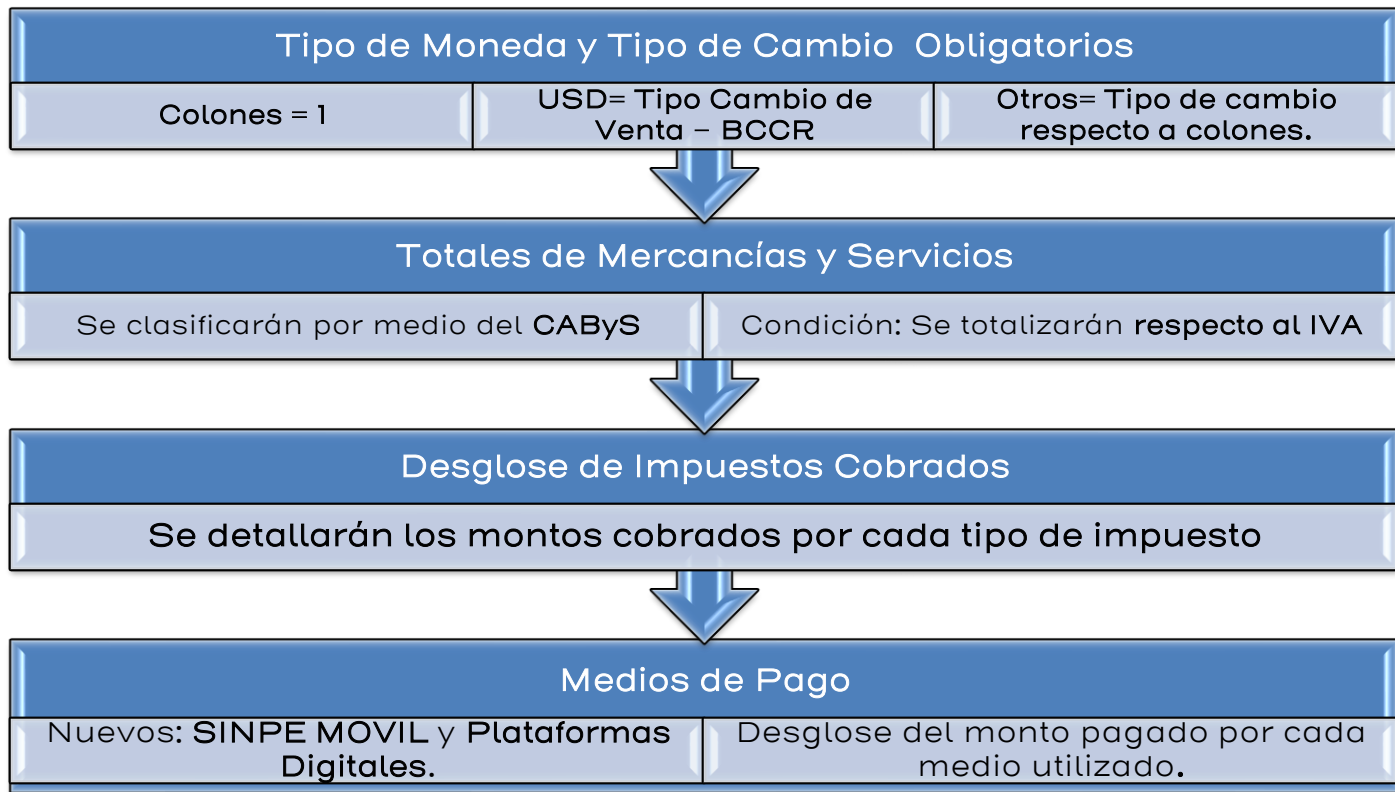 Tipo de Moneda y Tipo de Cambio  Obligatorios
Colones = 1
USD= Tipo Cambio de
Venta – BCCR
Otros= Tipo de cambio
respecto a colones.
Totales de Mercancías y Servicios
Se clasificarán por medio del CAByS
Condición: Se totalizarán respecto al IVA
Desglose de Impuestos Cobrados
Se detallarán los montos cobrados por cada tipo de impuesto
Medios de Pago
Nuevos: SINPE MOVIL y Plataformas
Digitales.
Desglose del monto pagado por cada
medio utilizado.